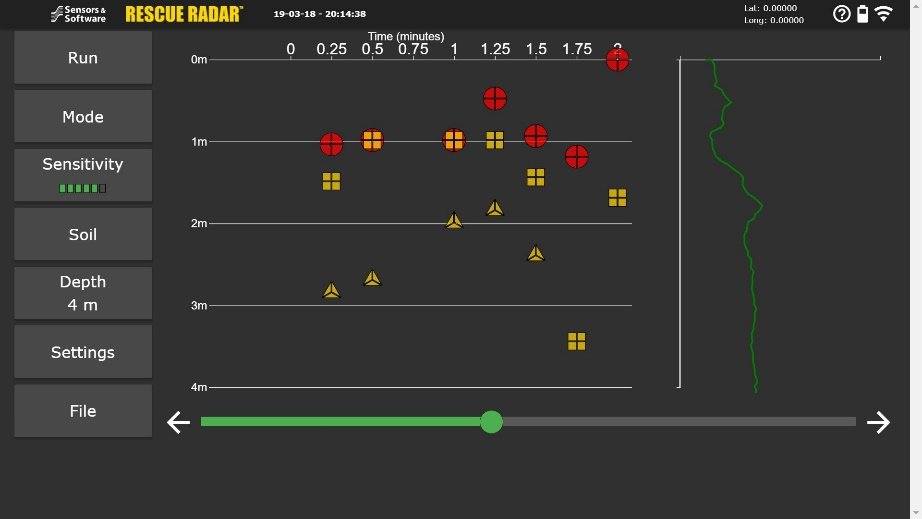 Sensors &
Software
RESCUE RADAR™
19-03-18 - 20:14:38
Lat: 0.00000
Long: 0.00000
Run
Mode
Sensitivity
Soil
Depth
4 m
Settings
File
Time (minutes)
0 0.25 0.5 0.75 1 1.25 1.5 1.75 2
0m
1m
2m
3m
4m